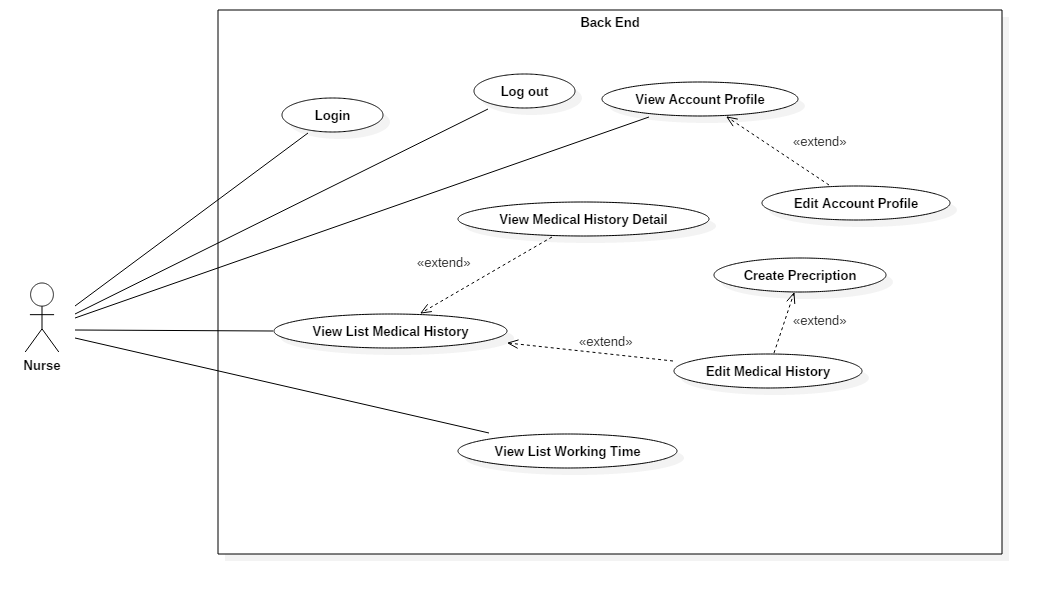 Back End
Login
Log out
View Account Profile
«extend»
Edit Account Profile
View Medical History Detail
«extend»
Create Precription
«extend»
View List Medical History
«extend»
Edit Medical History
Nurse
View List Working Time